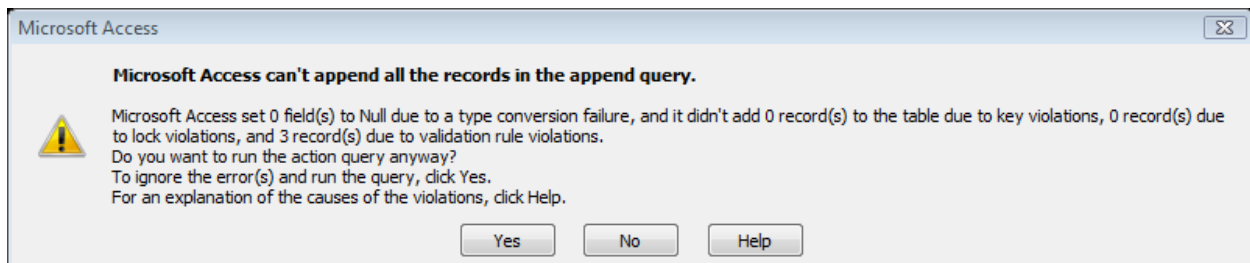 Microsoft Access
Microsoft Access can't append all the records in the append query.
Microsoft Access set 0 field(s) to Null due to a type conversion failure, and it didn't add 0 record(s) to the table due to key violations, 0 record(s) due
to lock violations, and 3 record(s) due to validation rule violations.
Do you want to run the action query anyway?
To ignore the error(s) and run the query, click Yes.
For an explanation of the causes of the violations, click Help.
Yes No Help